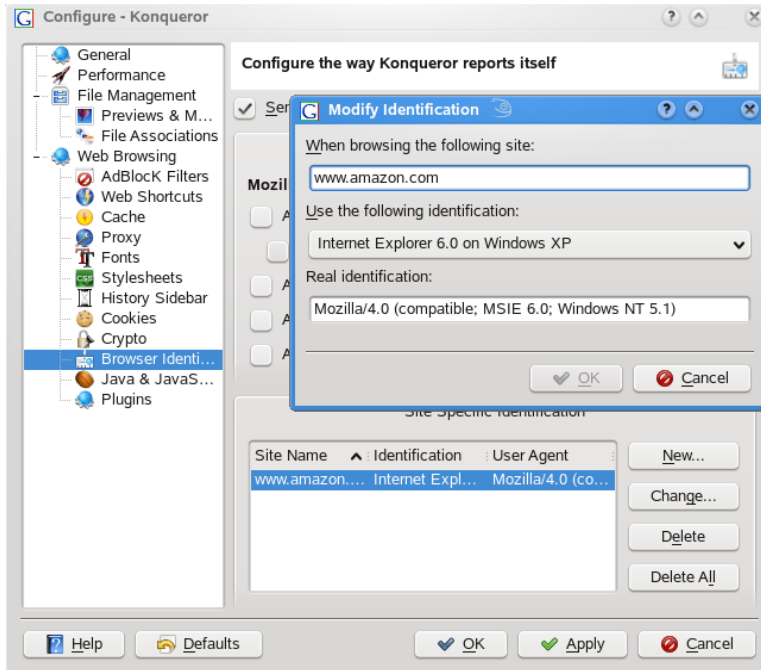 Configure - Konqueror
General
Performance
File Management
Previews & M...
File Associations
Web Browsing
AdBlocK Filters
Web Shortcuts
Cache
Proxy
Fonts
Stylesheets
History Sidebar
Cookies
Crypto
Browser Identi...
Java & JavaS...
Plugins
Configure the way Konqueror reports itself
Modify Identification
When browsing the following site:
www.amazon.com
Use the following identification:
Internet Explorer 6.0 on Windows XP
Real identification:
Mozilla/4.0 (compatible; MSIE 6.0; Windows NT 5.1)
OK Cancel
Site Specific Identification
Site Name Identification User Agent
www.amazon.... Internet Expl... Mozilla/4.0 (co...
New...
Change...
Delete
Delete All
Help Defaults OK Apply Cancel